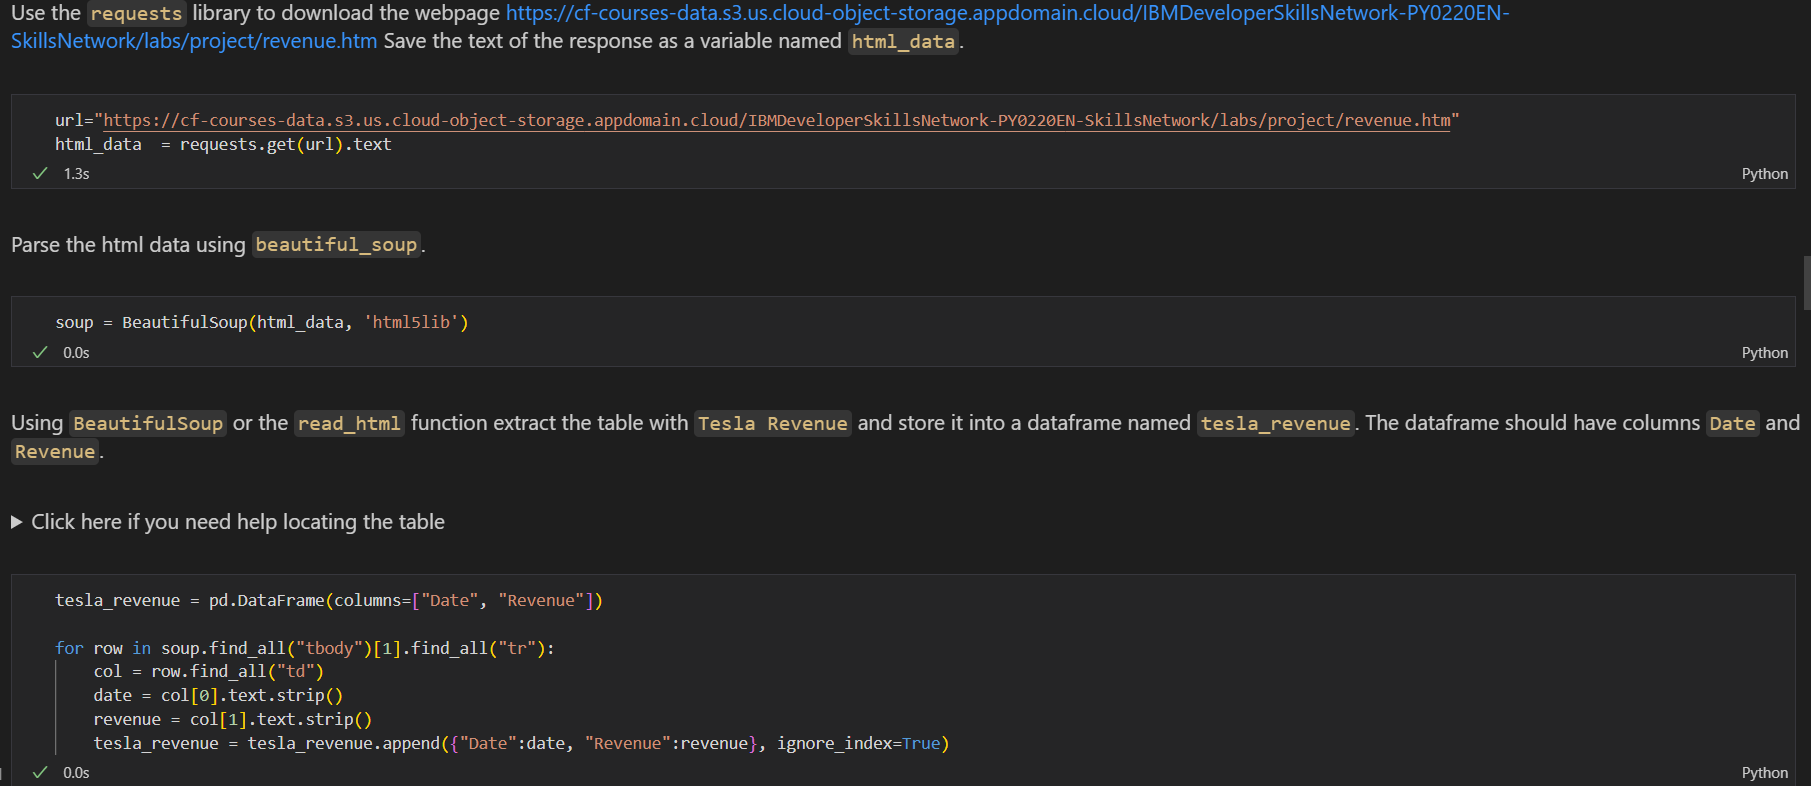 Use the requests library to download the webpage https://cf-courses-data.s3.us.cloud-object-storage.appdomain.cloud/IBMDeveloperSkillsNetwork-PY0220EN-
SkillsNetwork/labs/project/revenue.htm Save the text of the response as a variable named html_data.
url="https://cf-courses-data.s3.us.cloud-object-storage.appdomain.cloud/IBMDeveloperSkillsNetwork-PY0220EN-SkillsNetwork/labs/project/revenue.htm"
html_data  = requests.get(url).text
✓ 1.3s Python
Parse the html data using beautiful_soup.
soup = BeautifulSoup(html_data, 'html5lib')
✓ 0.0s Python
Using BeautifulSoup or the read_html function extract the table with Tesla Revenue and store it into a dataframe named tesla_revenue. The dataframe should have columns Date and
Revenue.
▶ Click here if you need help locating the table
tesla_revenue = pd.DataFrame(columns=["Date", "Revenue"])
for row in soup.find_all("tbody")[1].find_all("tr"):
    col = row.find_all("td")
    date = col[0].text.strip()
    revenue = col[1].text.strip()
    tesla_revenue = tesla_revenue.append({"Date":date, "Revenue":revenue}, ignore_index=True)
✓ 0.0s Python